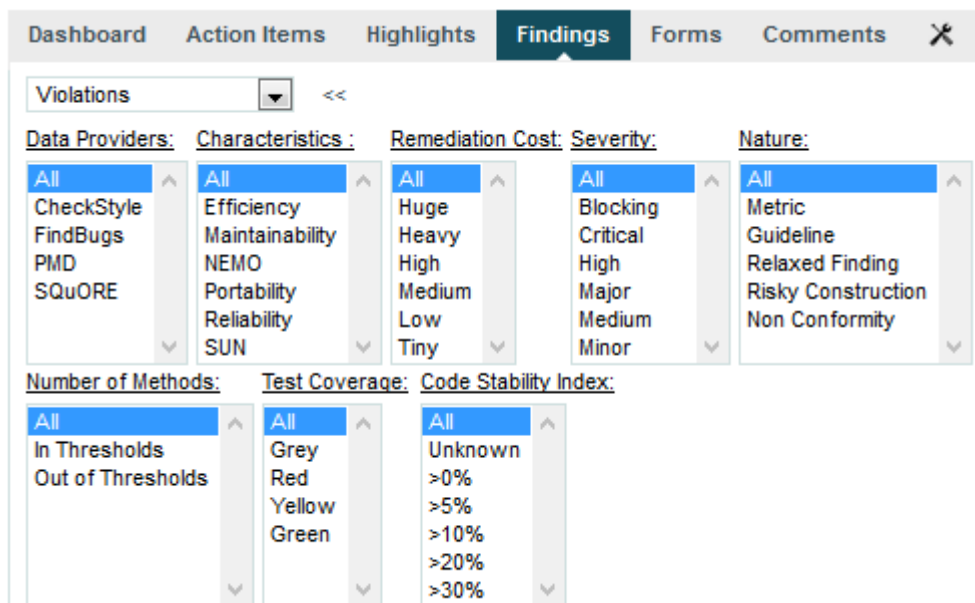 Dashboard Action Items Highlights Findings Forms Comments
Violations <<
Data Providers: Characteristics : Remediation Cost: Severity: Nature:
All All All All All
CheckStyle Efficiency Huge Blocking Metric
FindBugs Maintainability Heavy Critical Guideline
PMD NEMO High High Relaxed Finding
SQuORE Portability Medium Major Risky Construction
Reliability Low Medium Non Conformity
SUN Tiny Minor
Number of Methods: Test Coverage: Code Stability Index:
All All All
In Thresholds Grey Unknown
Out of Thresholds Red >0%
Yellow >5%
Green >10%
>20%
>30%